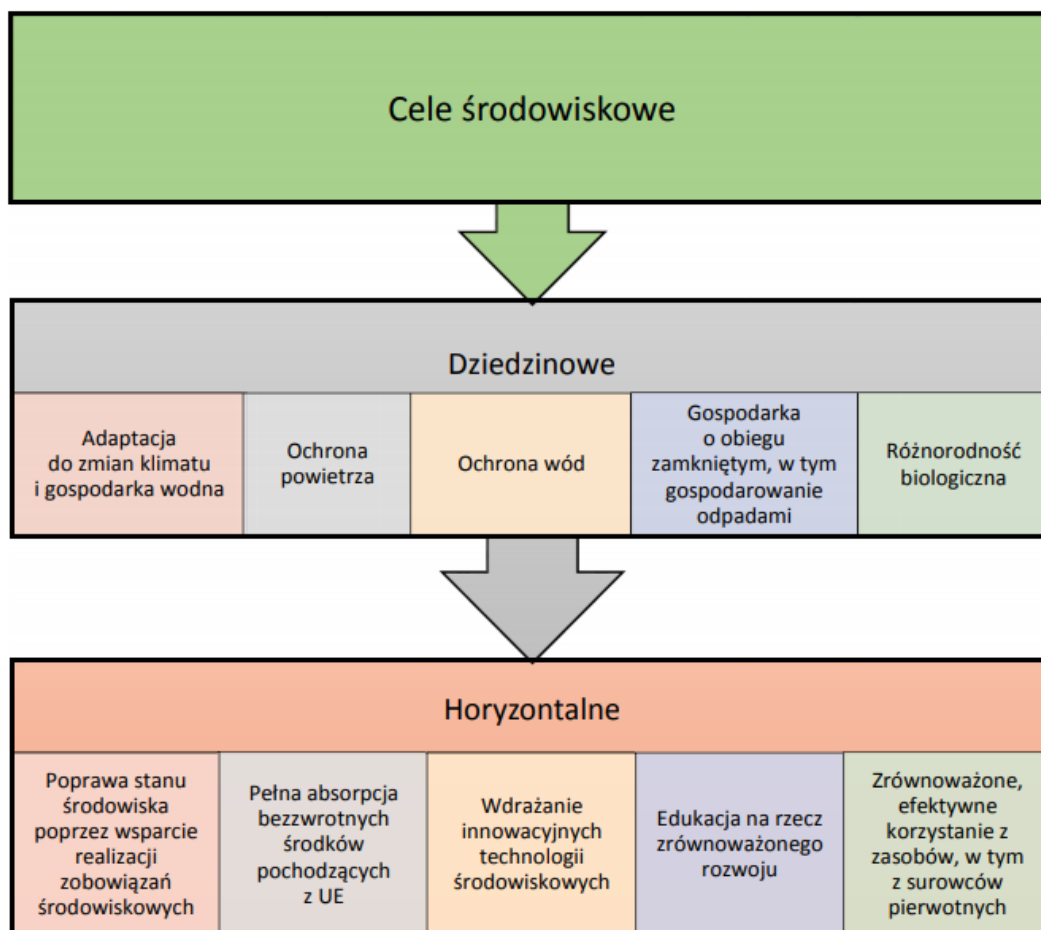 Cele środowiskowe
Dziedzinowe
Adaptacja
do zmian klimatu
i gospodarka wodna
Ochrona
powietrza
Ochrona wód
Gospodarka
o obiegu
zamkniętym, w tym
gospodarowanie
odpadami
Różnorodność
biologiczna
Horyzontalne
Poprawa stanu
środowiska
poprzez wsparcie
realizacji
zobowiązań
środowiskowych
Pełna absorpcja
bezzwrotnych
środków
pochodzących
z UE
Wdrażanie
innowacyjnych
technologii
środowiskowych
Edukacja na rzecz
zrównoważonego
rozwoju
Zrównoważone,
efektywne
korzystanie z
zasobów, w tym
z surowców
pierwotnych